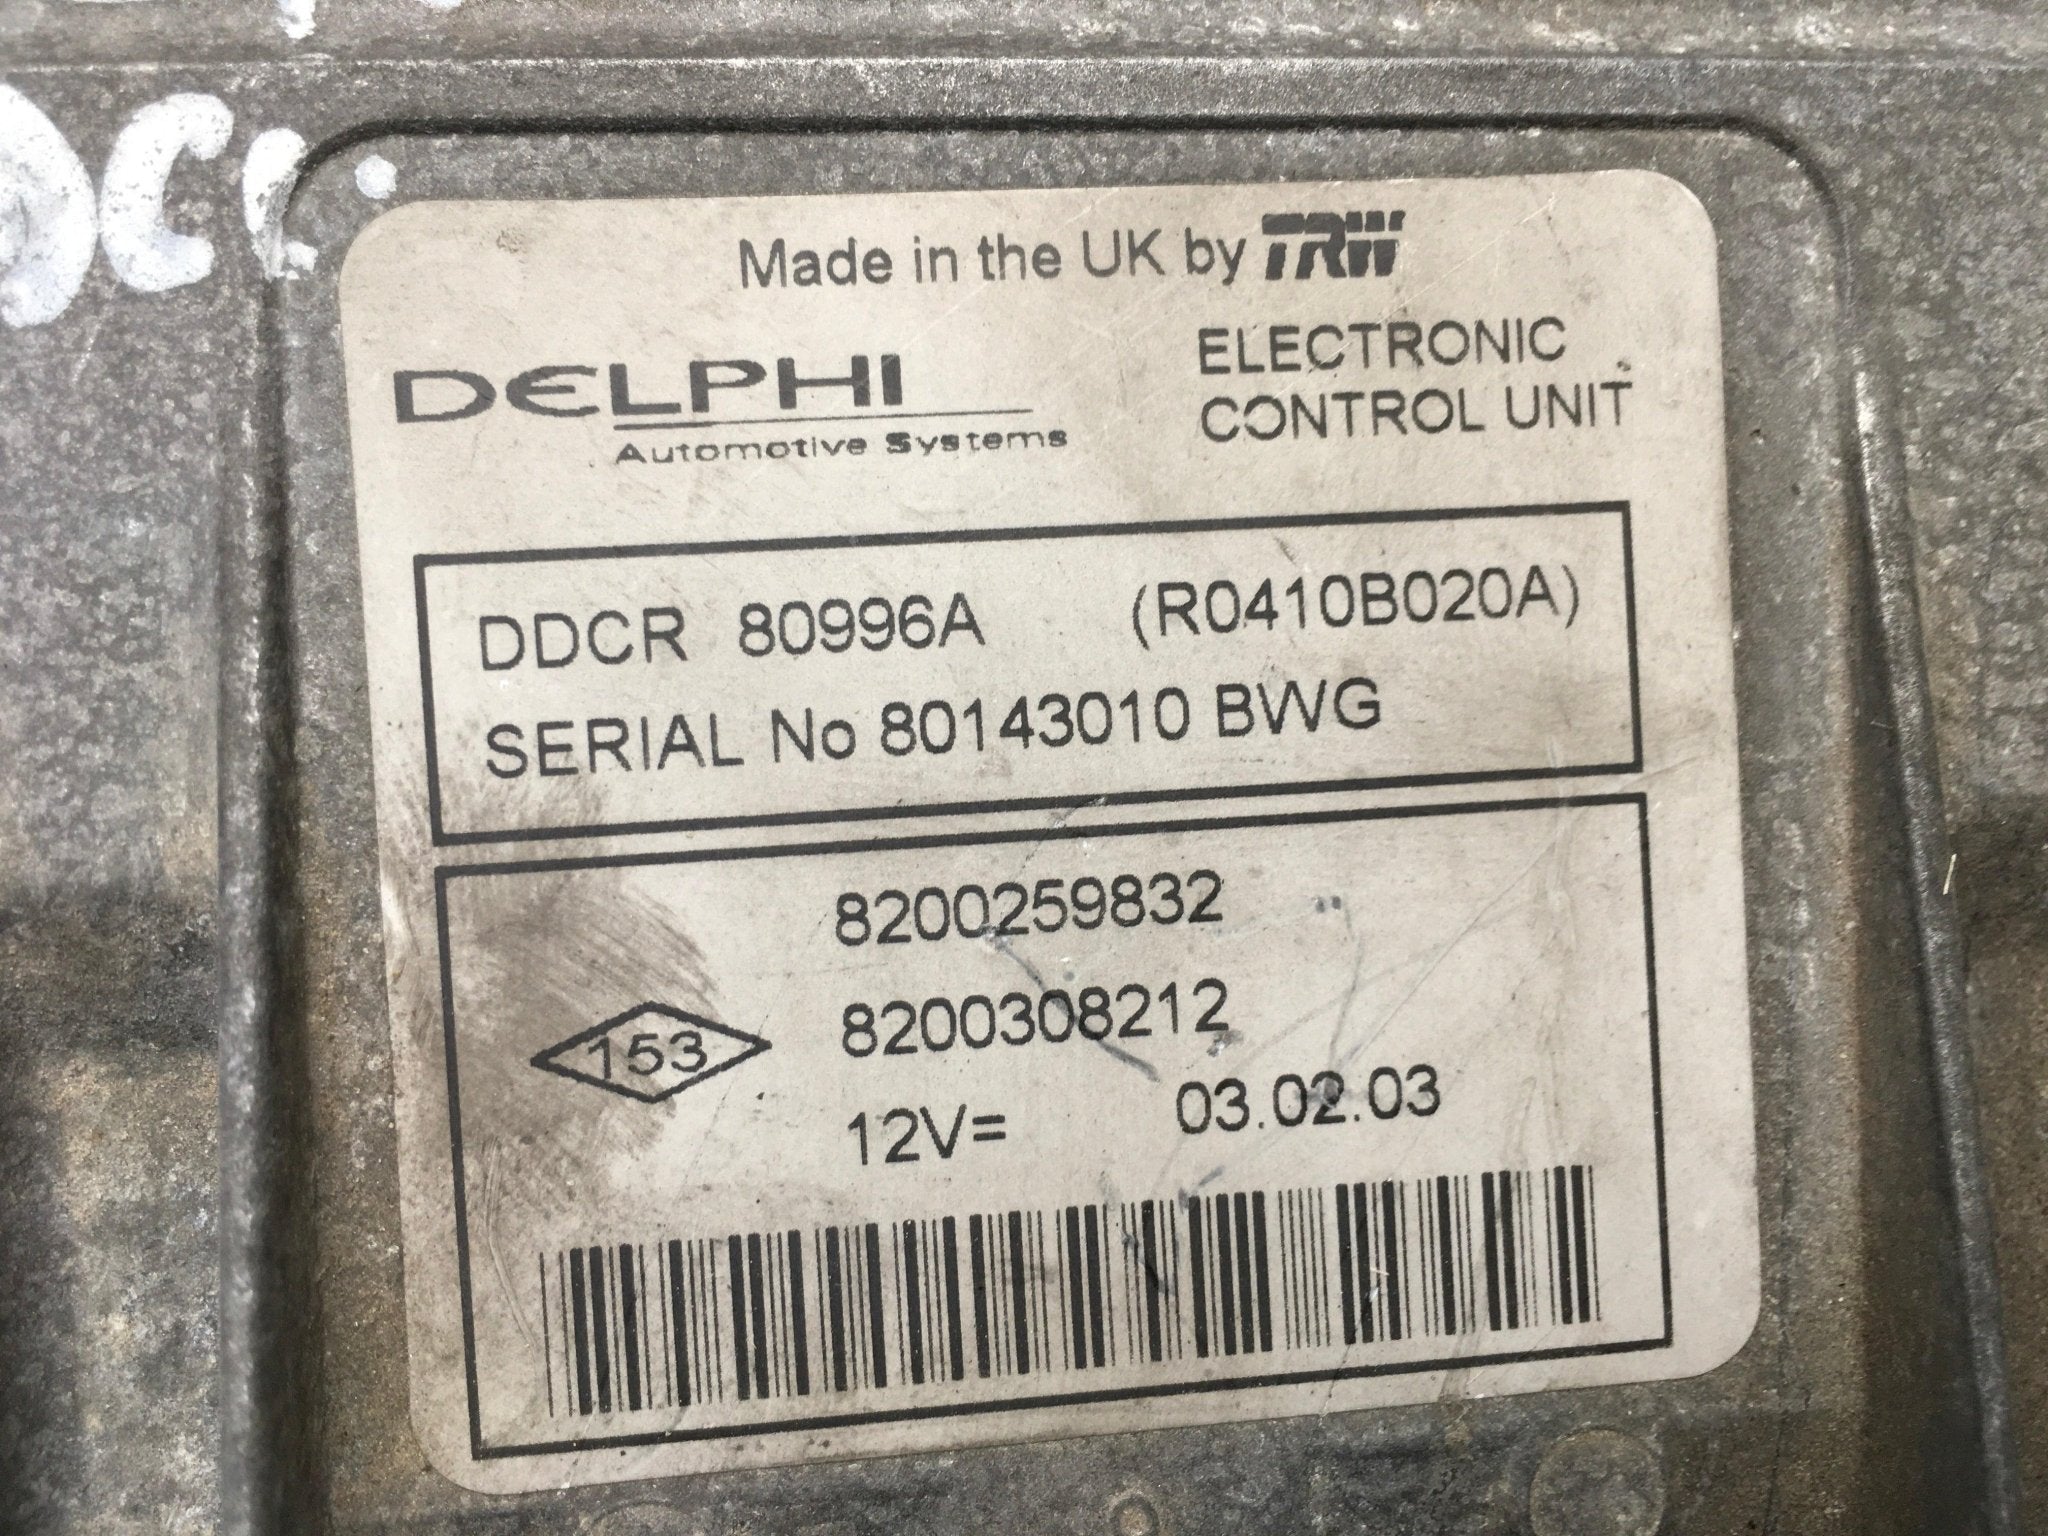 Made in the UK by TRW
DELPHI
Automotive Systems
ELECTRONIC
CONTROL UNIT
DDCR 80996A (R0410B020A)
SERIAL No 80143010 BWG
8200259832
153
8200308212
12V= 03.02.03